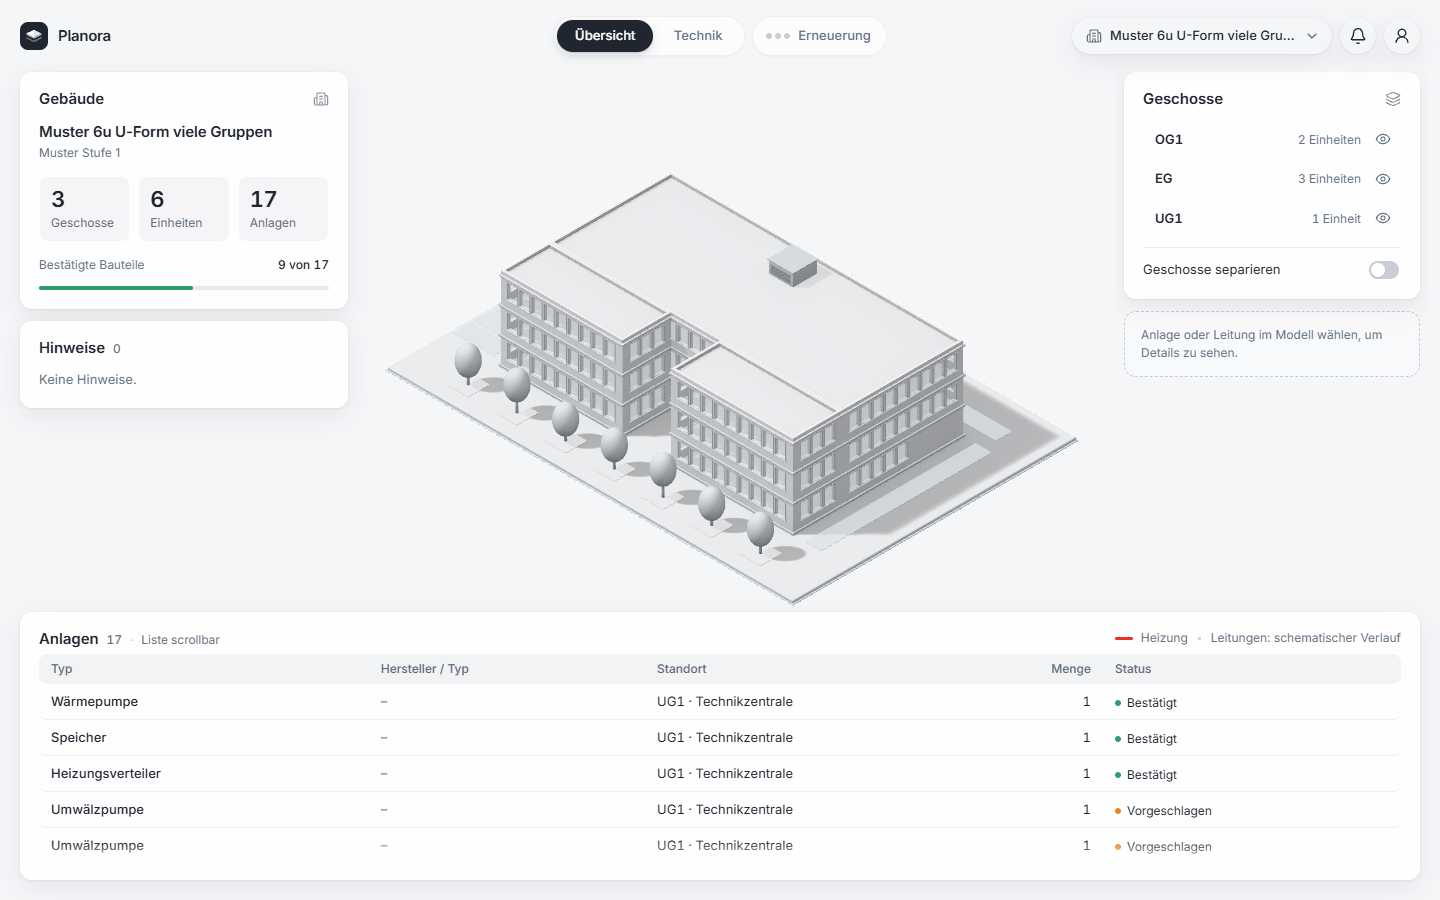 Planora
Übersicht
Technik
Erneuerung
Muster 6u U-Form viele Gru...
Gebäude
Muster 6u U-Form viele Gruppen
Muster Stufe 1
3 6 17
Geschosse Einheiten Anlagen
Bestätigte Bauteile 9 von 17
Hinweise 0
Keine Hinweise.
Geschosse
OG1 2 Einheiten
EG 3 Einheiten
UG1 1 Einheit
Geschosse separieren
Anlage oder Leitung im Modell wählen, um
Details zu sehen.
Anlagen 17 · Liste scrollbar
Heizung • Leitungen: schematischer Verlauf
Typ Hersteller / Typ Standort Menge Status
Wärmepumpe – UG1 · Technikzentrale 1 Bestätigt
Speicher – UG1 · Technikzentrale 1 Bestätigt
Heizungsverteiler – UG1 · Technikzentrale 1 Bestätigt
Umwälzpumpe – UG1 · Technikzentrale 1 Vorgeschlagen
Umwälzpumpe – UG1 · Technikzentrale 1 Vorgeschlagen